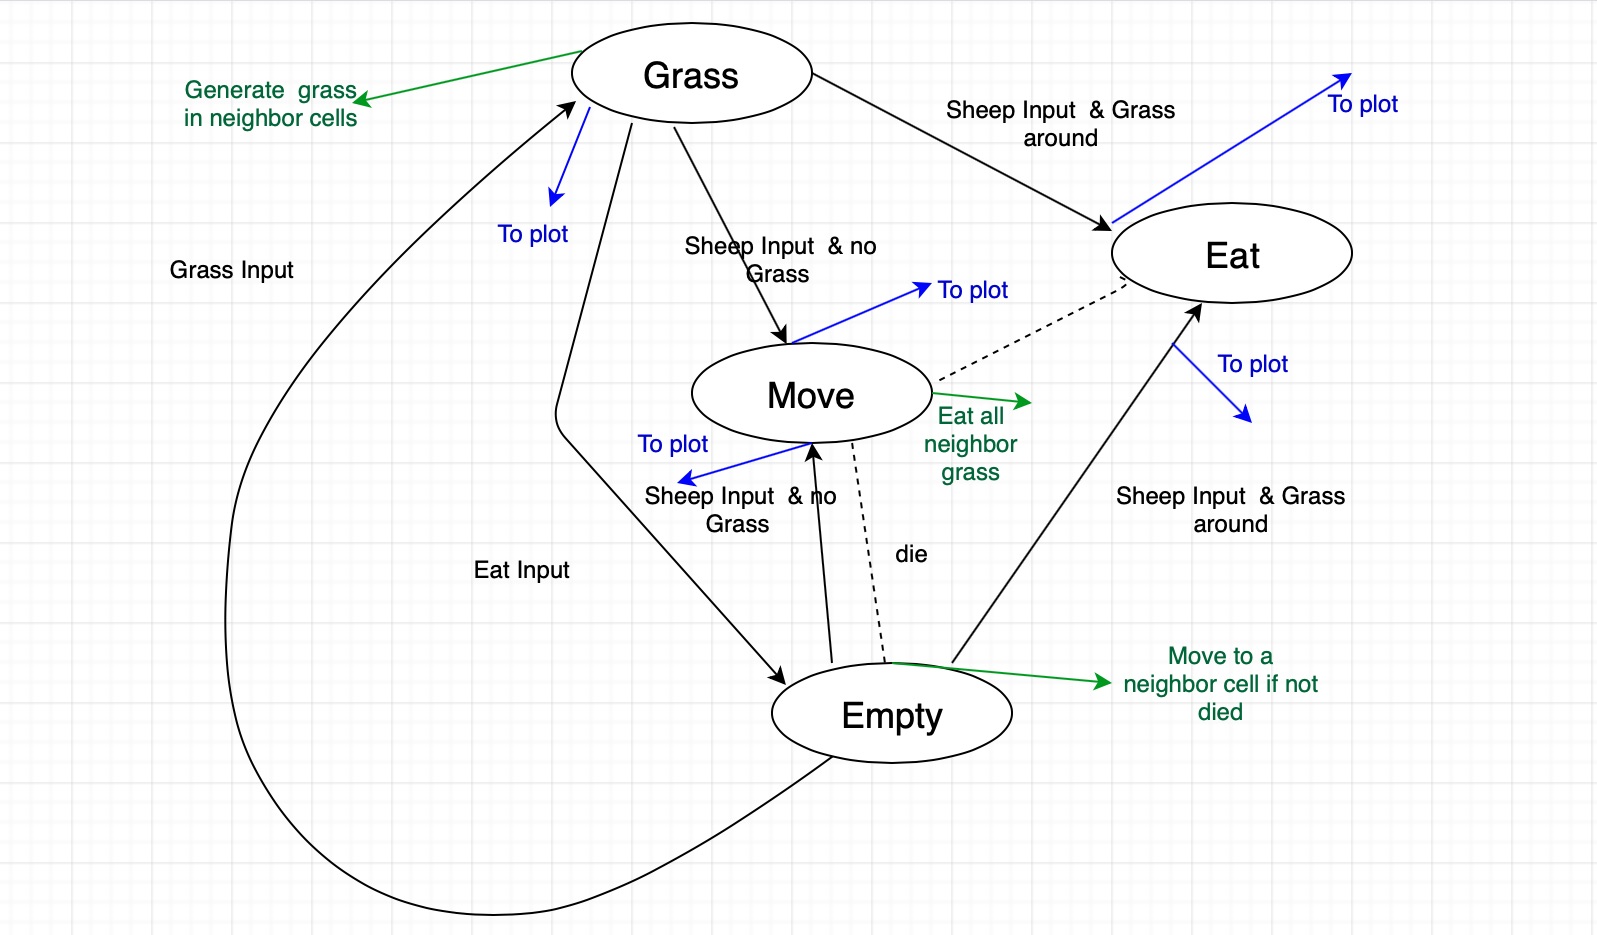 Grass
Generate  grass
in neighbor cells
Sheep Input  & Grass
around
To plot
To plot
Grass Input
Sheep Input  & no
Grass
Eat
To plot
To plot
Move
Eat all
neighbor
grass
To plot
Sheep Input  & no
Grass
Sheep Input  & Grass
around
die
Eat Input
Move to a
neighbor cell if not
died
Empty